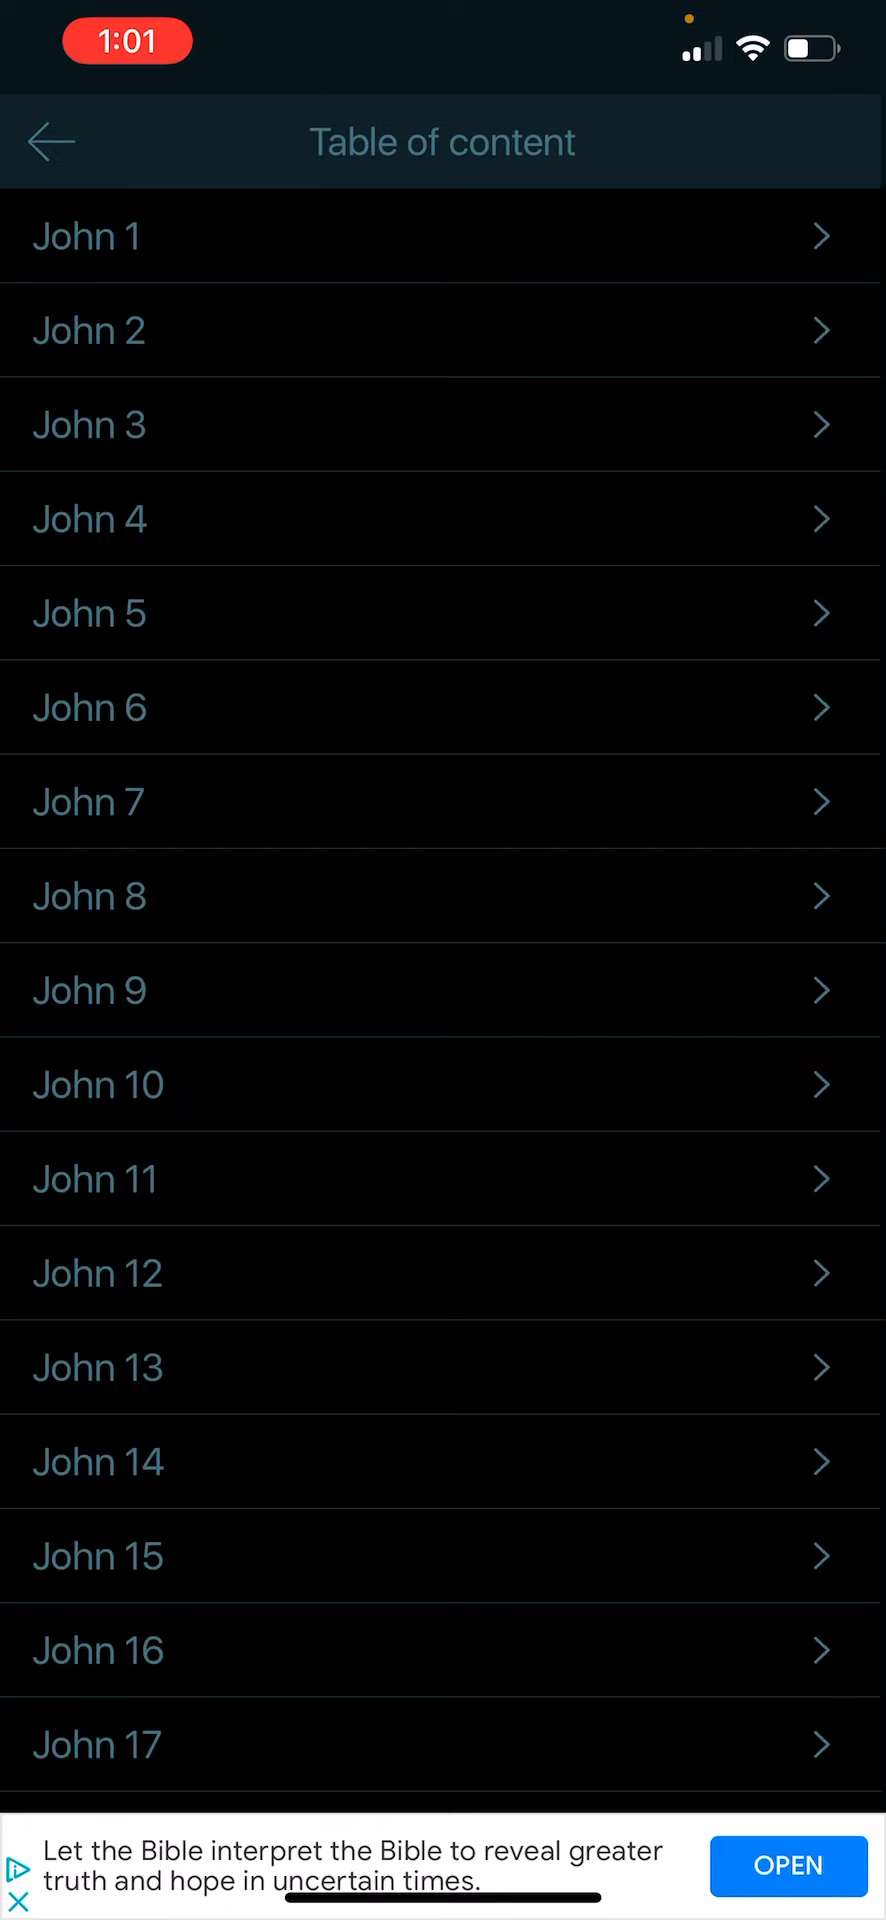 1:01
Table of content
John 1
John 2
John 3
John 4
John 5
John 6
John 7
John 8
John 9
John 10
John 11
John 12
John 13
John 14
John 15
John 16
John 17
Let the Bible interpret the Bible to reveal greater
truth and hope in uncertain times.
OPEN